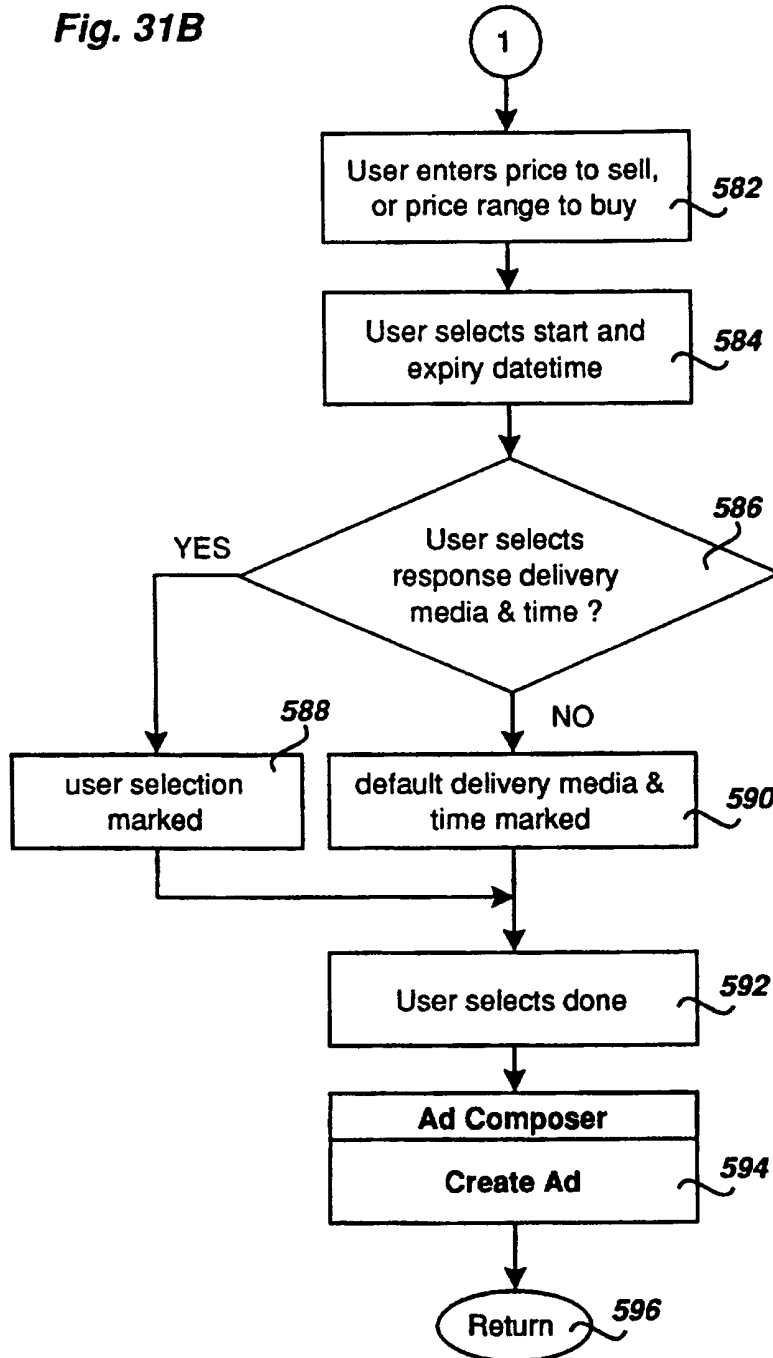 Fig. 31B
1
User enters price to sell,
or price range to buy
582
User selects start and
expiry datetime
584
586
User selects
response delivery
media & time ?
YES
NO
588
user selection
marked
default delivery media &
time marked
590
User selects done
592
Ad Composer
Create Ad
594
Return
596